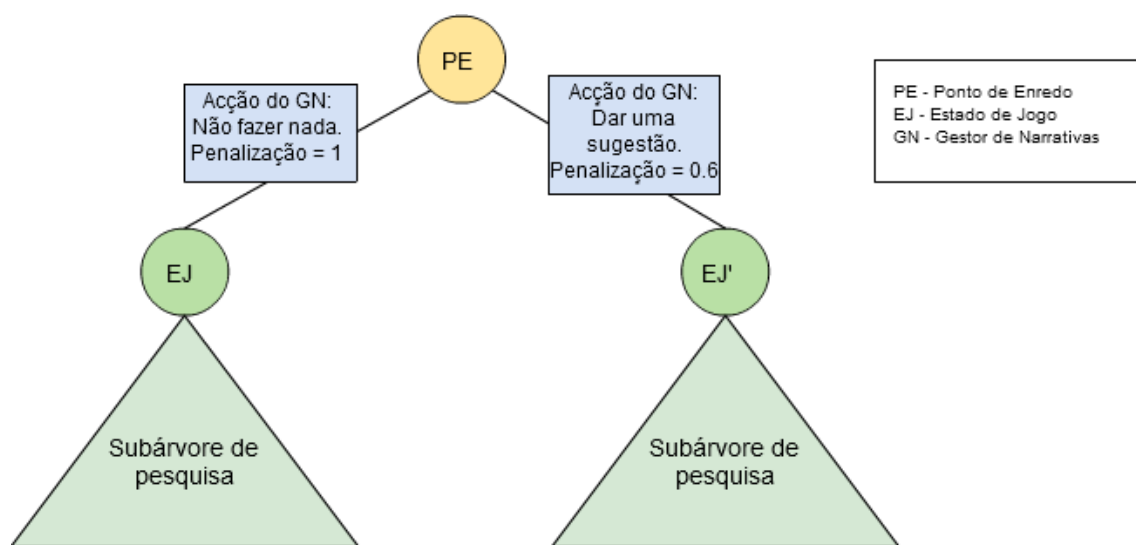 PE
Acção do GN:
Não fazer nada.
Penalização = 1
Acção do GN:
Dar uma
sugestão.
Penalização = 0.6
PE - Ponto de Enredo
EJ - Estado de Jogo
GN - Gestor de Narrativas
EJ
EJ'
Subárvore de
pesquisa
Subárvore de
pesquisa